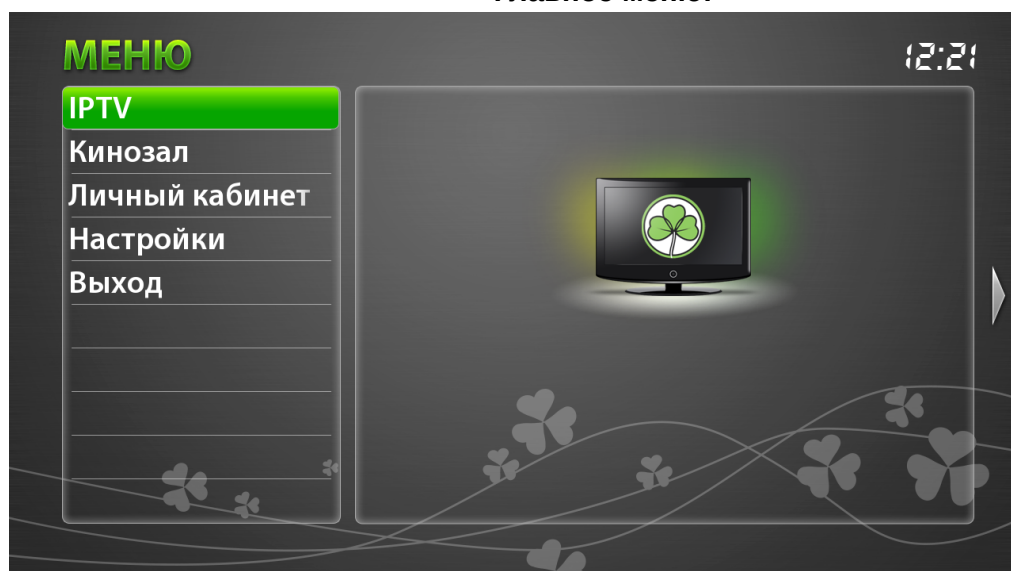 МЕНЮ
12:21
IPTV
Кинозал
Личный кабинет
Настройки
Выход